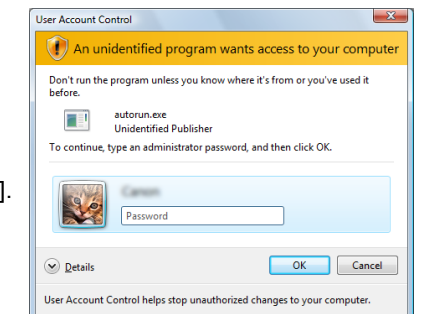 User Account Control
An unidentified program wants access to your computer
Don't run the program unless you know where it's from or you've used it
before.
autorun.exe
Unidentified Publisher
To continue, type an administrator password, and then click OK.
].
Password
Details
OK Cancel
User Account Control helps stop unauthorized changes to your computer.